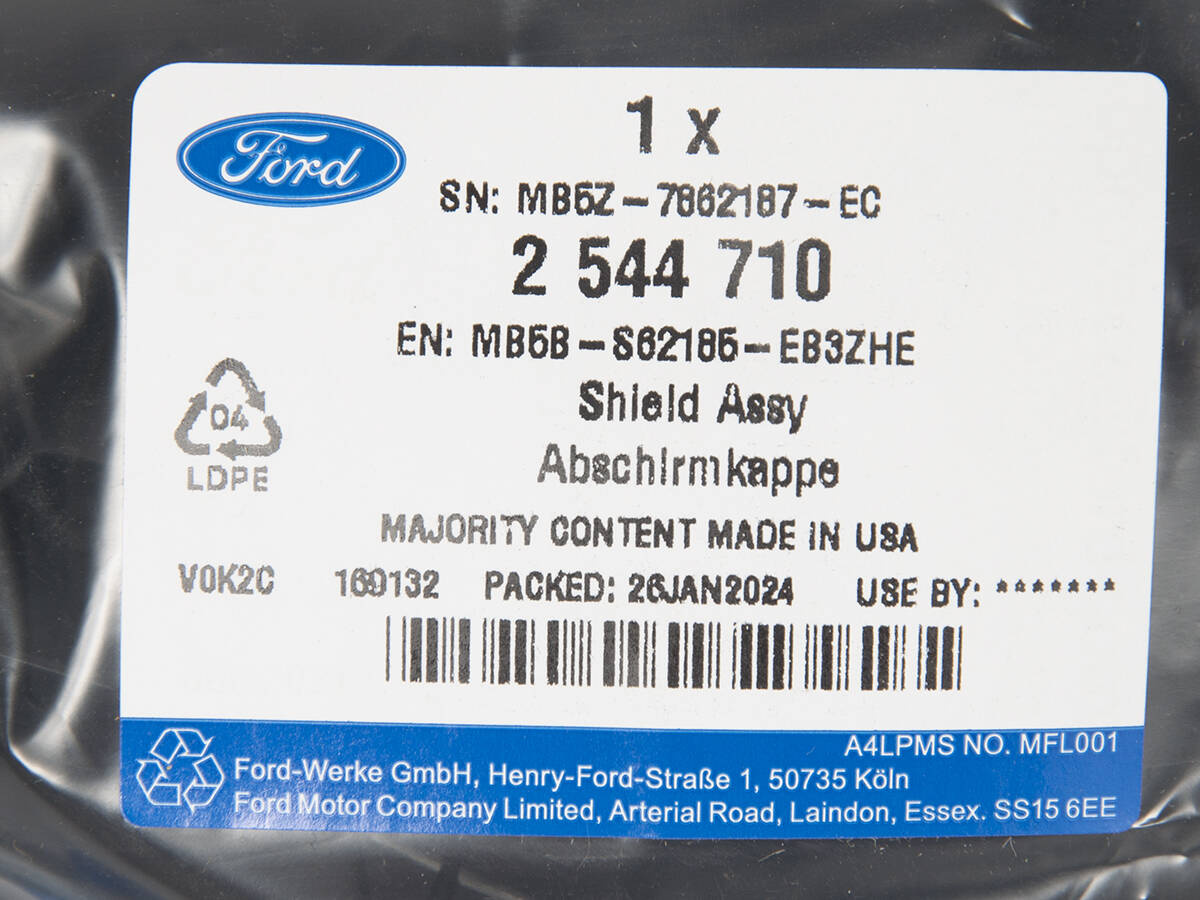 Ford
1 x
SN: MB5Z-7862187-EC
2 544 710
EN: MB5B-S62186-EB3ZHE
Shield Assy
Abschirmkappe
04
LDPE
MAJORITY CONTENT MADE IN USA
V0K2C 169132 PACKED: 26JAN2024 USE BY: *******
A4LPMS NO. MFL001
Ford-Werke GmbH, Henry-Ford-Straße 1, 50735 Köln
Ford Motor Company Limited, Arterial Road, Laindon, Essex. SS15 6EE